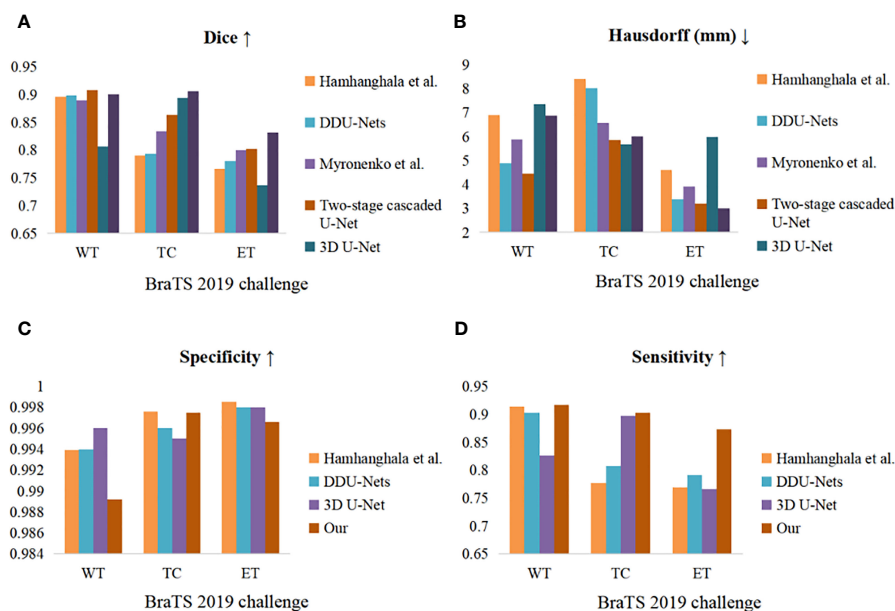 A
Dice ↑
0.95
0.9
0.85
0.8
0.75
0.7
0.65
WT
TC
ET
BraTS 2019 challenge
Hamhanghala et al.
DDU-Nets
Myronenko et al.
Two-stage cascaded
U-Net
3D U-Net
B
Hausdorff (mm) ↓
9
8
7
6
5
4
3
2
WT
TC
ET
BraTS 2019 challenge
Hamhanghala et al.
DDU-Nets
Myronenko et al.
Two-stage cascaded
U-Net
3D U-Net
C
Specificity ↑
1
0.998
0.996
0.994
0.992
0.99
0.988
0.986
0.984
WT
TC
ET
BraTS 2019 challenge
Hamhanghala et al.
DDU-Nets
3D U-Net
Our
D
Sensitivity ↑
0.95
0.9
0.85
0.8
0.75
0.7
0.65
WT
TC
ET
BraTS 2019 challenge
Hamhanghala et al.
DDU-Nets
3D U-Net
Our